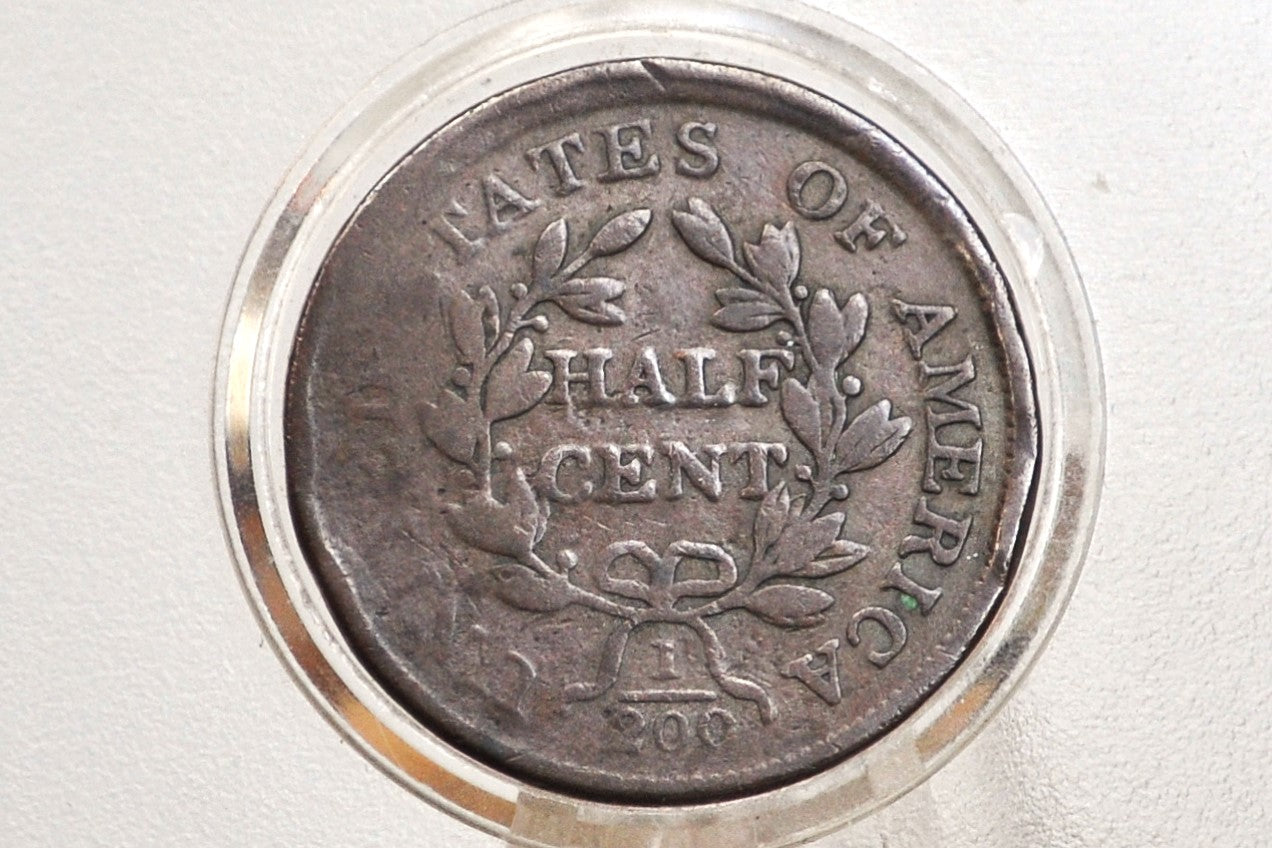 TATES OF AMERICA
HALF
CENT
1
200